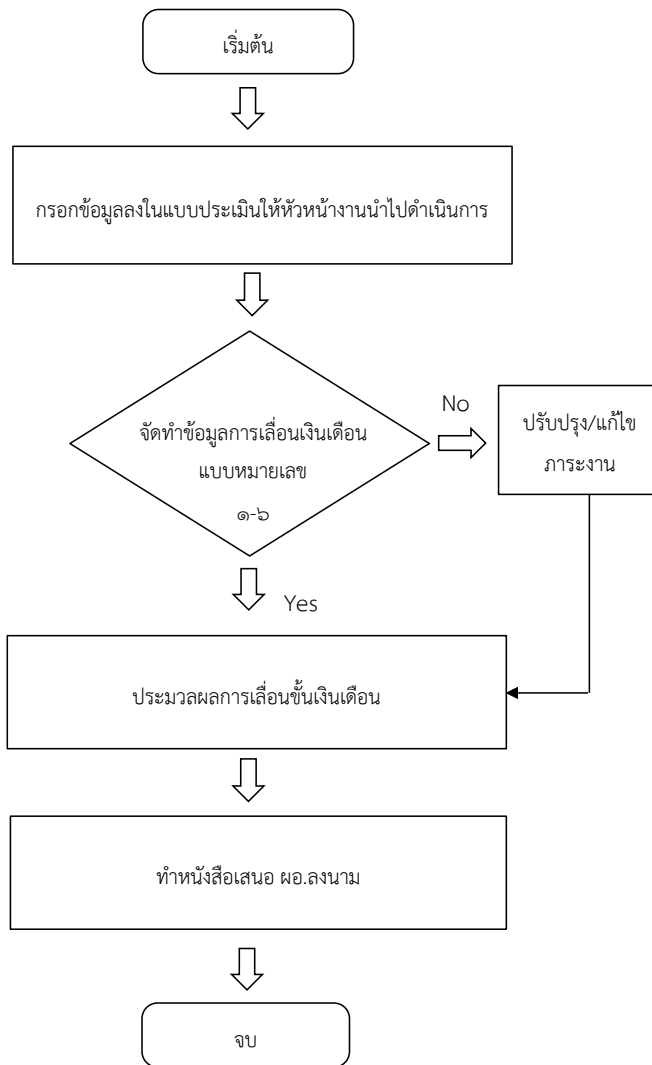 เริ่มต้น
กรอกข้อมูลลงในแบบประเมินให้หัวหน้างานนำไปดำเนินการ
จัดทำข้อมูลการเลื่อนเงินเดือน
แบบหมายเลข
๑-๖
No
ปรับปรุง/แก้ไข
ภาระงาน
Yes
ประมวลผลการเลื่อนขั้นเงินเดือน
ทำหนังสือเสนอ ผอ.ลงนาม
จบ